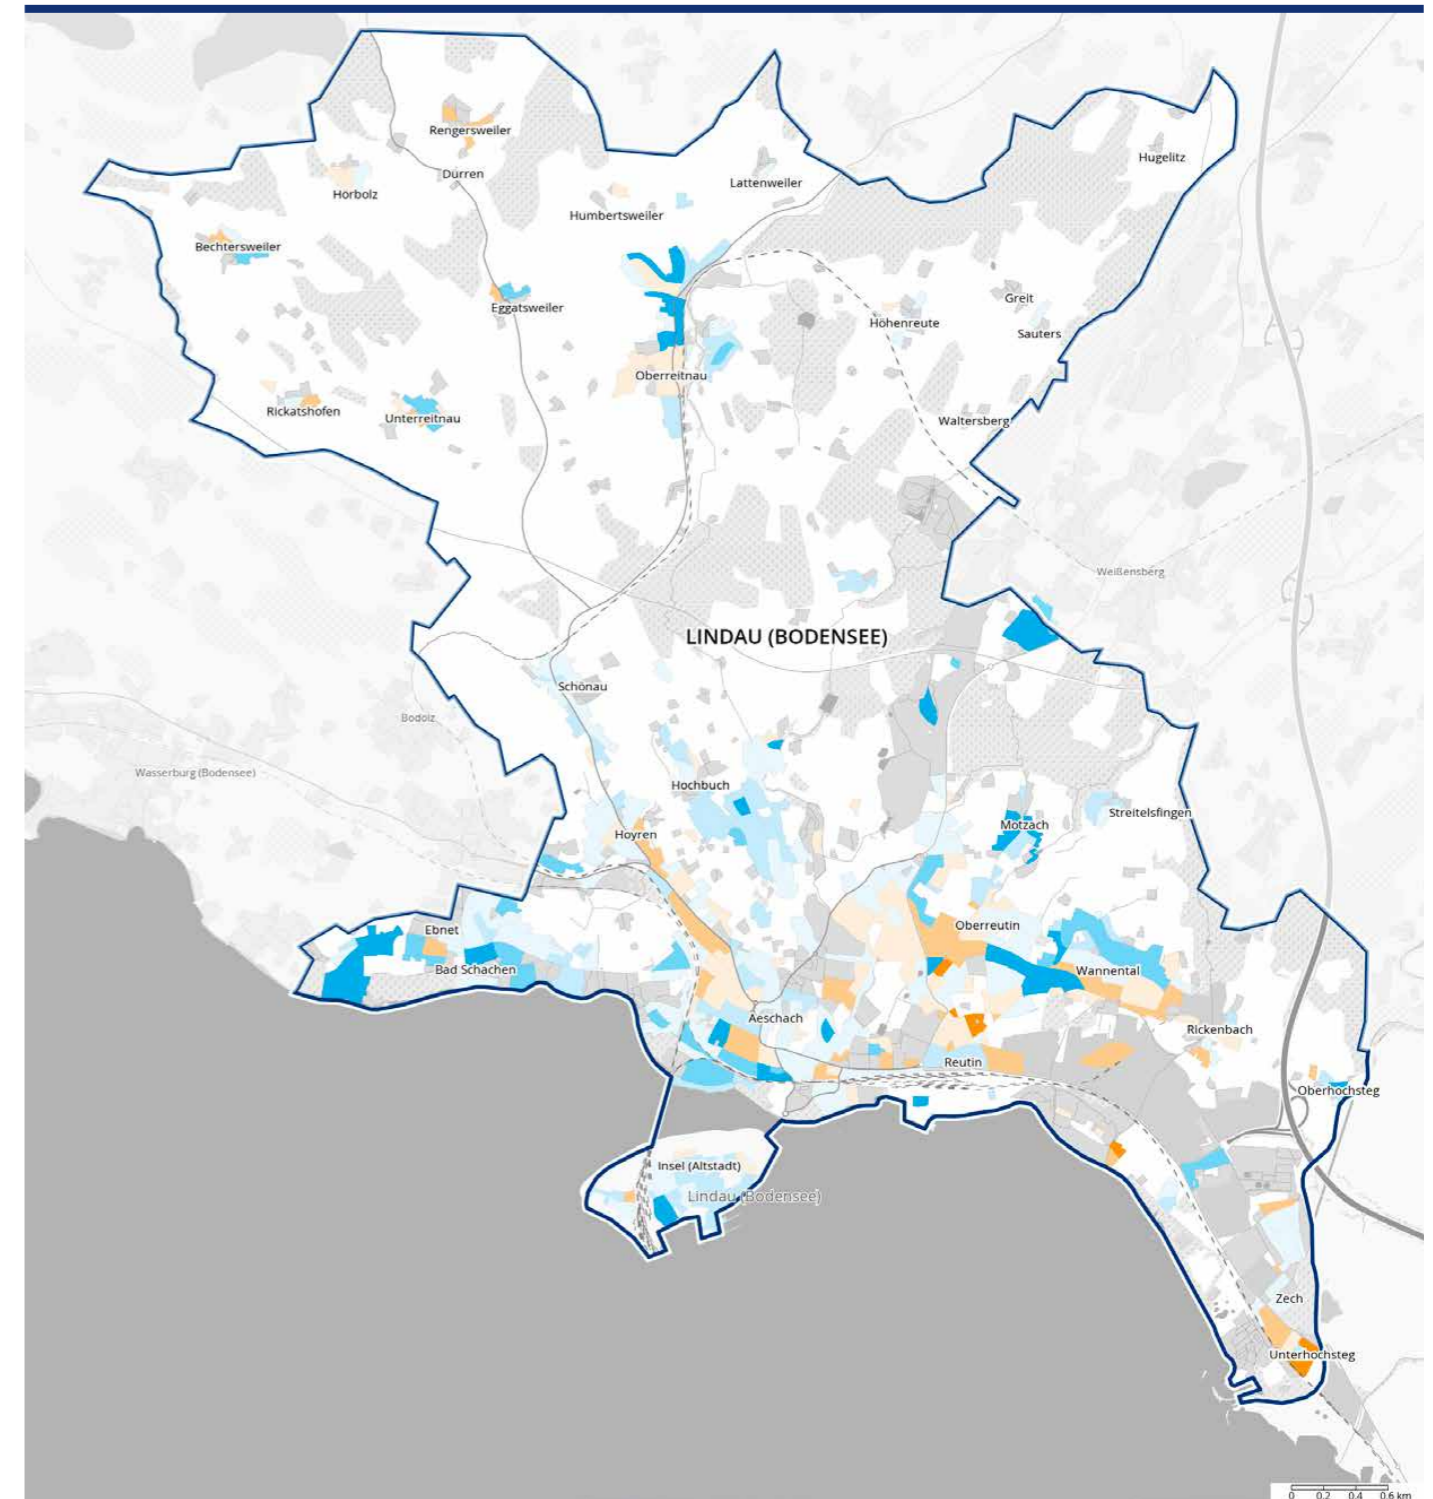 Rengersweiler
Hugelitz
Dürren
Lattenweiler
Hörbolz
Humbertsweiler
Bechtersweiler
Greit
Eggatsweiler
Höhenreute
Sauters
Oberreitnau
Rickatshofen
Unterreitnau
Waltersberg
Weißensberg
LINDAU (BODENSEE)
Schönau
Bodolz
Wasserburg (Bodensee)
Hochbuch
Streitelsfingen
Motzach
Hoyren
Ebnet
Oberreutin
Bad Schachen
Wannental
Aeschach
Rickenbach
Reutin
Oberhochsteg
Insel (Altstadt)
Lindau (Bodensee)
Zech
Unterhochsteg
0 0.2 0.4 0.6 km